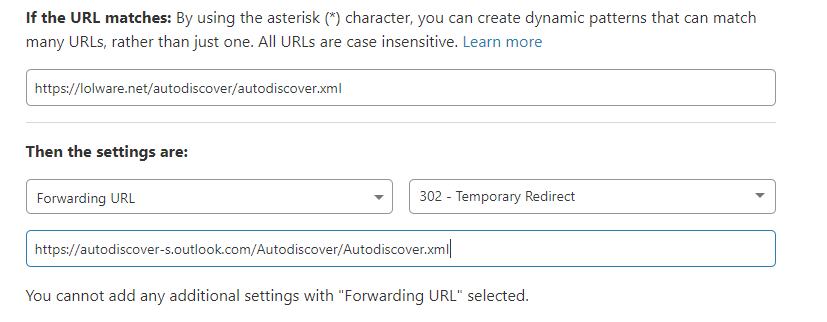 If the URL matches: By using the asterisk (*) character, you can create dynamic patterns that can match
many URLs, rather than just one. All URLs are case insensitive. Learn more
https://lolware.net/autodiscover/autodiscover.xml
Then the settings are:
Forwarding URL
302 - Temporary Redirect
https://autodiscover-s.outlook.com/Autodiscover/Autodiscover.xml
You cannot add any additional settings with "Forwarding URL" selected.